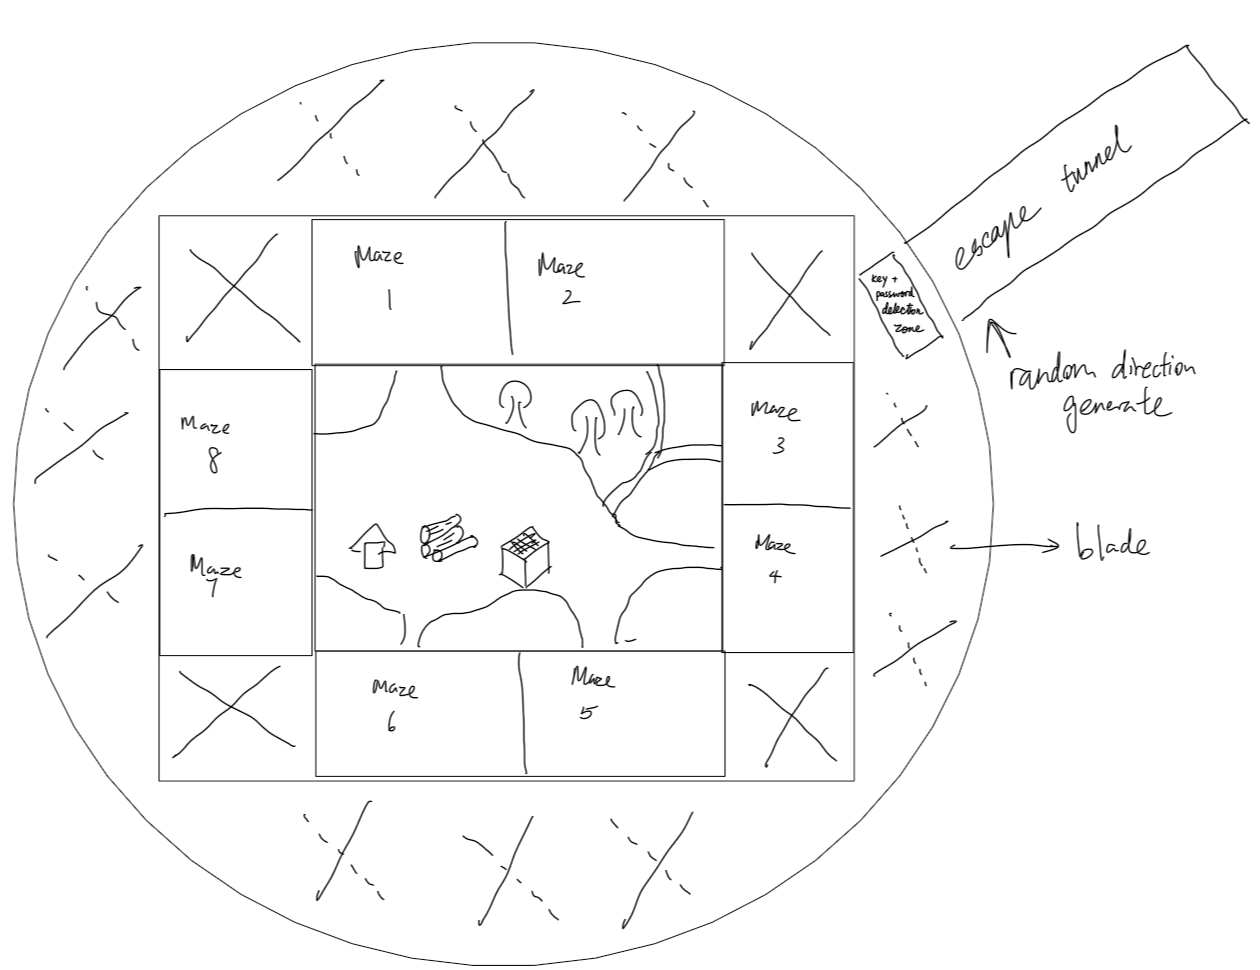 Maze
1
Maze
2
escape tunnel
key +
password
detection
zone
random direction
generate
Maze
8
Maze
3
Maze
7
Maze
4
blade
Maze
6
Maze
5